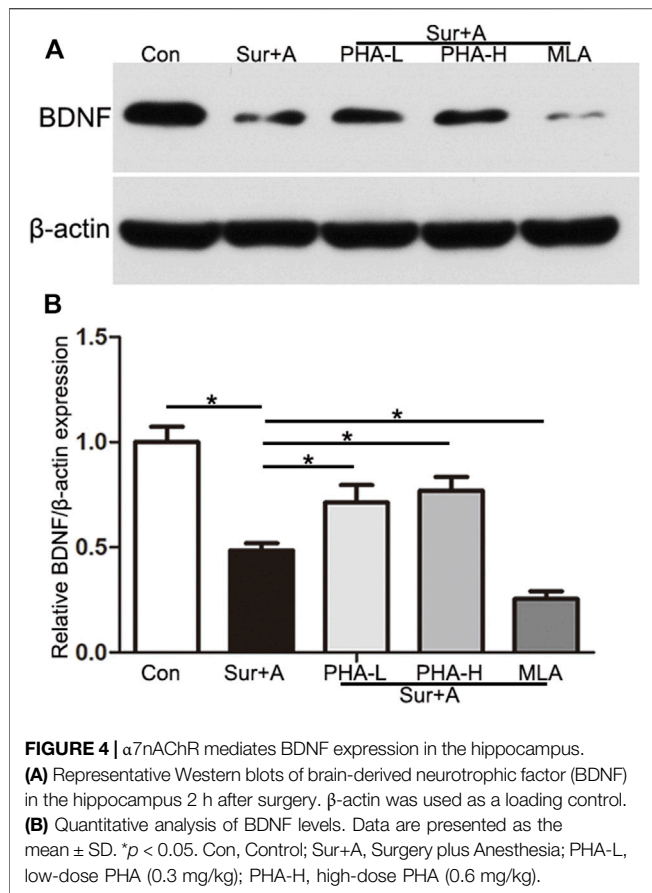 A
Sur+A
Con Sur+A PHA-L PHA-H MLA
BDNF
β-actin
B
Relative BDNF/β-actin expression
1.5
1.0
0.5
0.0
*
*
*
*
Con Sur+A PHA-L PHA-H MLA
Sur+A
FIGURE 4 | α7nAChR mediates BDNF expression in the hippocampus.
(A) Representative Western blots of brain-derived neurotrophic factor (BDNF)
in the hippocampus 2 h after surgery. β-actin was used as a loading control.
(B) Quantitative analysis of BDNF levels. Data are presented as the
mean ± SD. *p < 0.05. Con, Control; Sur+A, Surgery plus Anesthesia; PHA-L,
low-dose PHA (0.3 mg/kg); PHA-H, high-dose PHA (0.6 mg/kg).